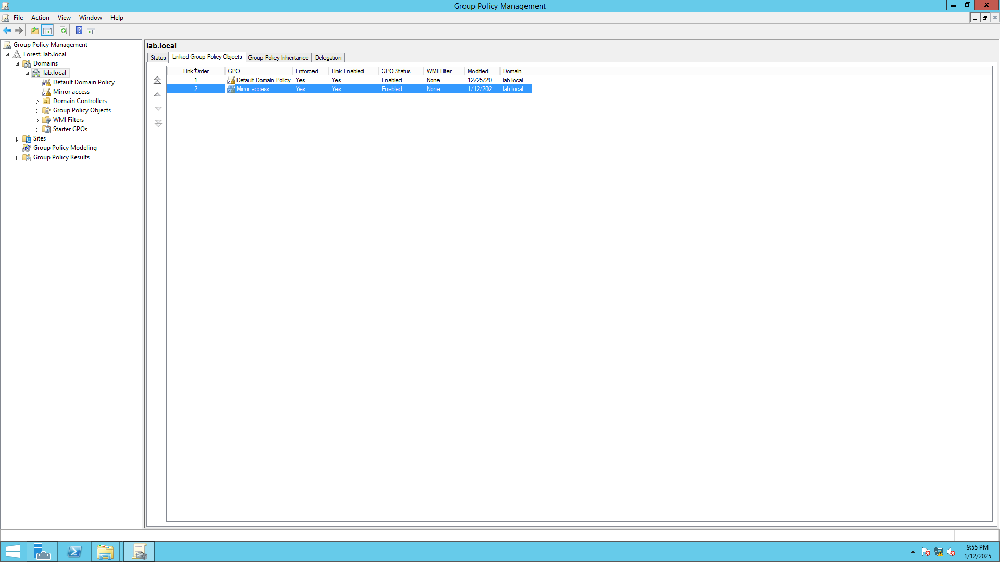 Group Policy Management
File Action View Window Help
Group Policy Management
Forest: lab.local
Domains
lab.local
Default Domain Policy
Mirror access
Domain Controllers
Group Policy Objects
WMI Filters
Starter GPOs
Sites
Group Policy Modeling
Group Policy Results
lab.local
Status Linked Group Policy Objects Group Policy Inheritance Delegation
Link Order GPO Enforced Link Enabled GPO Status WMI Filter Modified Domain
1 Default Domain Policy Yes Yes Enabled None 12/25/20... lab.local
2 Mirror access Yes Yes Enabled None 1/12/202... lab.local
9:55 PM
1/12/2025